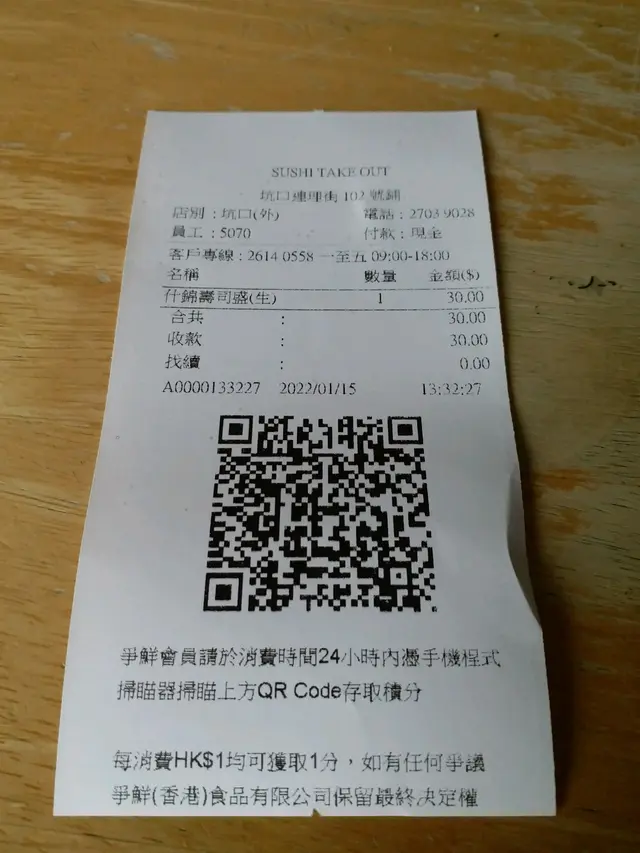 SUSHI TAKE OUT
坑口連理街 102 號鋪
店別 : 坑口(外) 電話 : 2703 9028
員工 : 5070 付款 : 現金
客戶專線 : 2614 0558 一至五 09:00-18:00
名稱 數量 金額($)
什錦壽司盛(生) 1 30.00
合共 : 30.00
收款 : 30.00
找續 : 0.00
A0000133227 2022/01/15 13:32:27
爭鮮會員請於消費時間24小時內憑手機程式
掃瞄器掃瞄上方QR Code存取積分
每消費HK$1均可獲取1分，如有任何爭議
爭鮮(香港)食品有限公司保留最終決定權